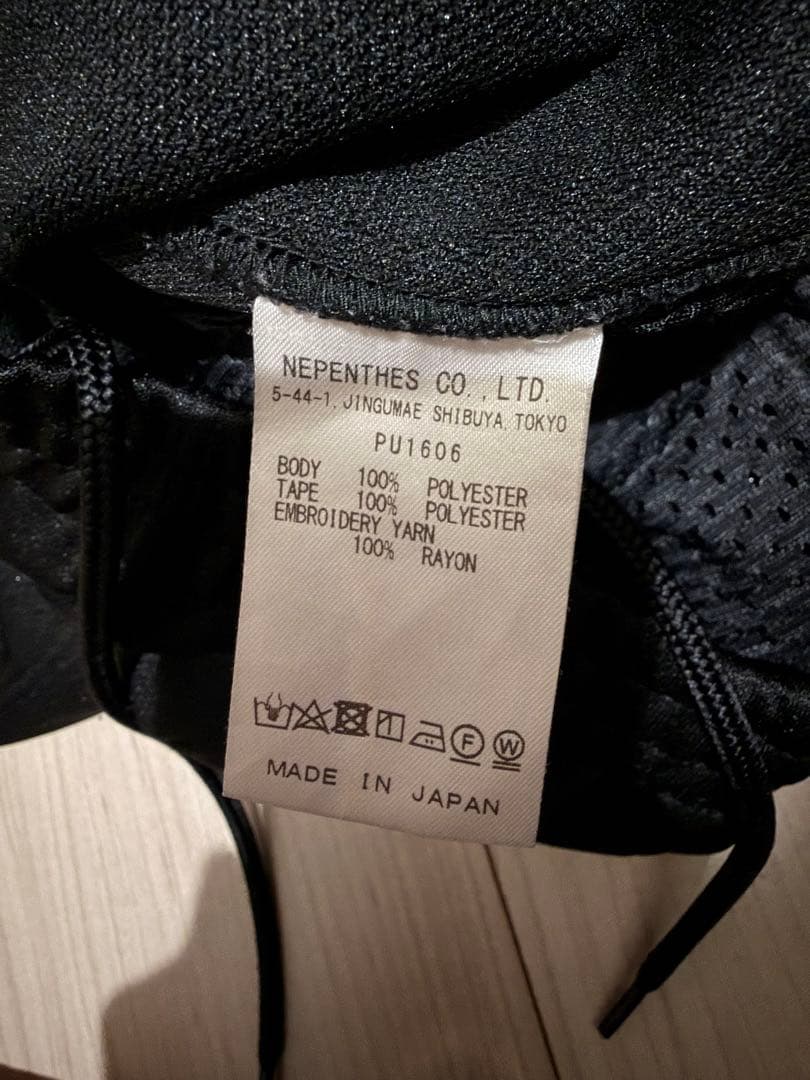 NEPENTHES CO.,LTD.
5-44-1, JINGUMAE SHIBUYA, TOKYO
PU1606
BODY 100% POLYESTER
TAPE 100% POLYESTER
EMBROIDERY YARN
100% RAYON
F W
MADE IN JAPAN